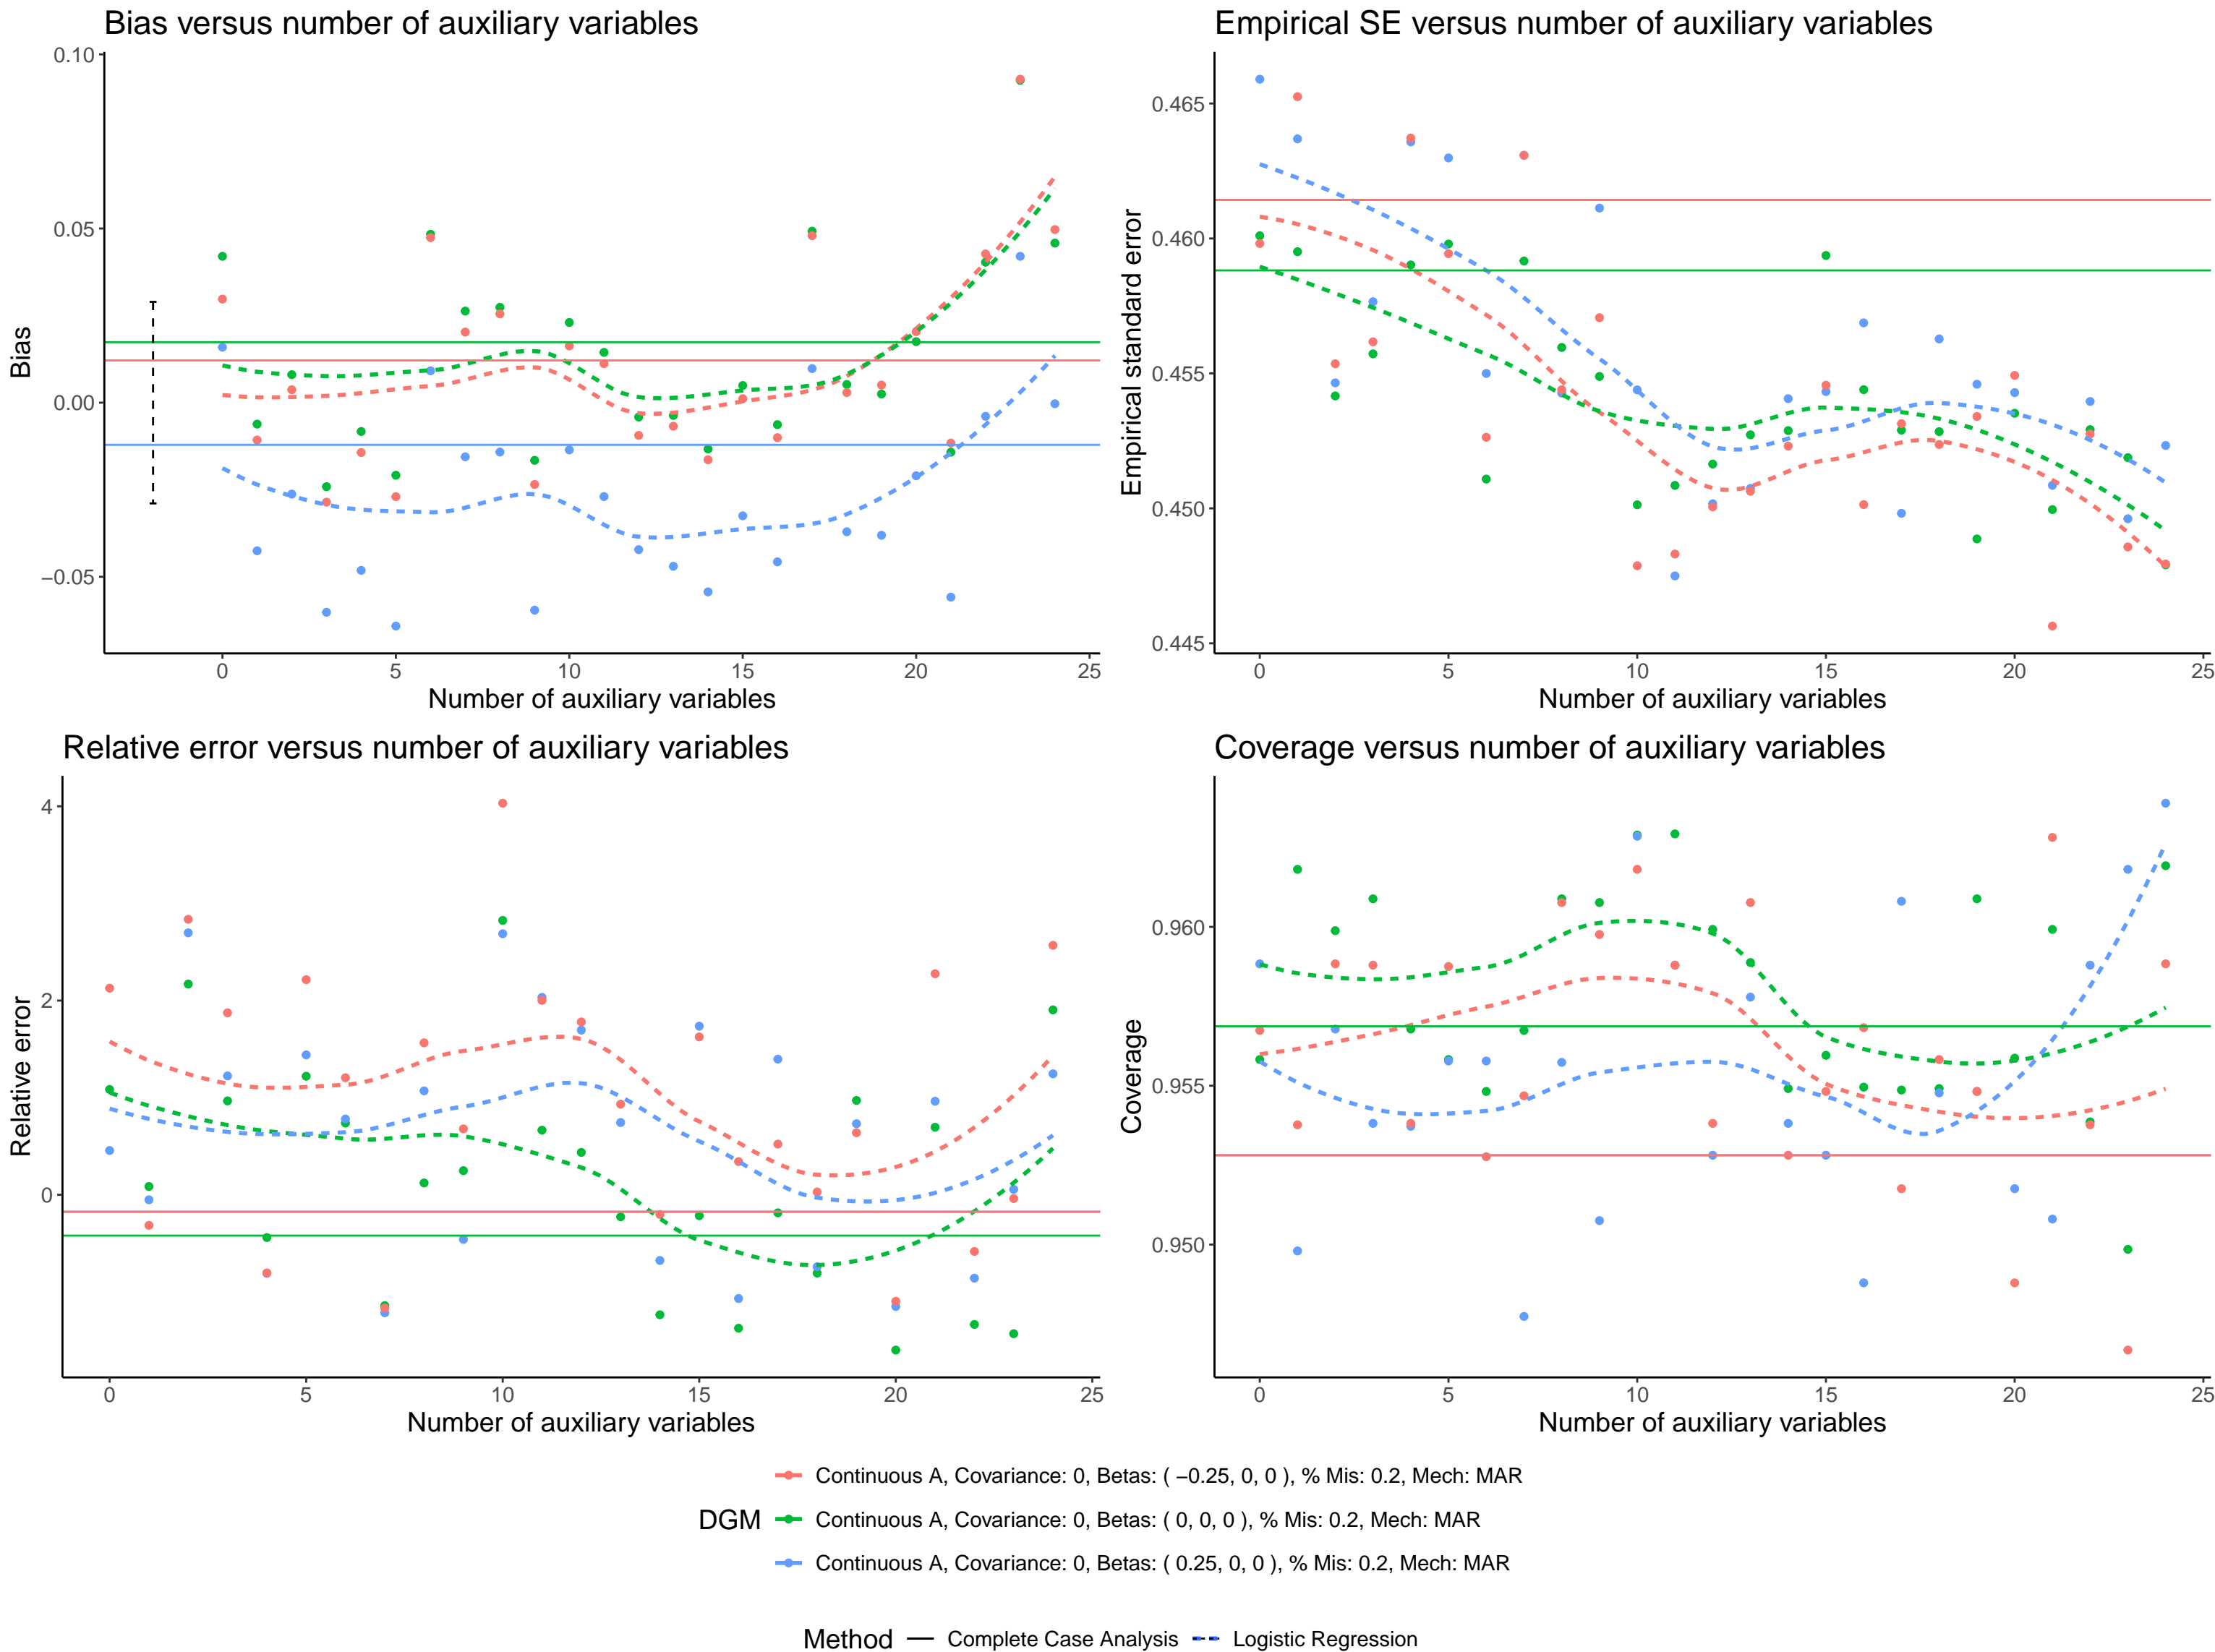 Bias versus number of auxiliary variables
0.10
0.05
0.00
−0.05
Bias
0 5 10 15 20 25
Number of auxiliary variables
Empirical SE versus number of auxiliary variables
0.465
0.460
0.455
0.450
0.445
Empirical standard error
0 5 10 15 20 25
Number of auxiliary variables
Relative error versus number of auxiliary variables
4
2
0
Relative error
0 5 10 15 20 25
Number of auxiliary variables
Coverage versus number of auxiliary variables
0.960
0.955
0.950
Coverage
0 5 10 15 20 25
Number of auxiliary variables
DGM
Continuous A, Covariance: 0, Betas: ( −0.25, 0, 0 ), % Mis: 0.2, Mech: MAR
Continuous A, Covariance: 0, Betas: ( 0, 0, 0 ), % Mis: 0.2, Mech: MAR
Continuous A, Covariance: 0, Betas: ( 0.25, 0, 0 ), % Mis: 0.2, Mech: MAR
Method Complete Case Analysis Logistic Regression